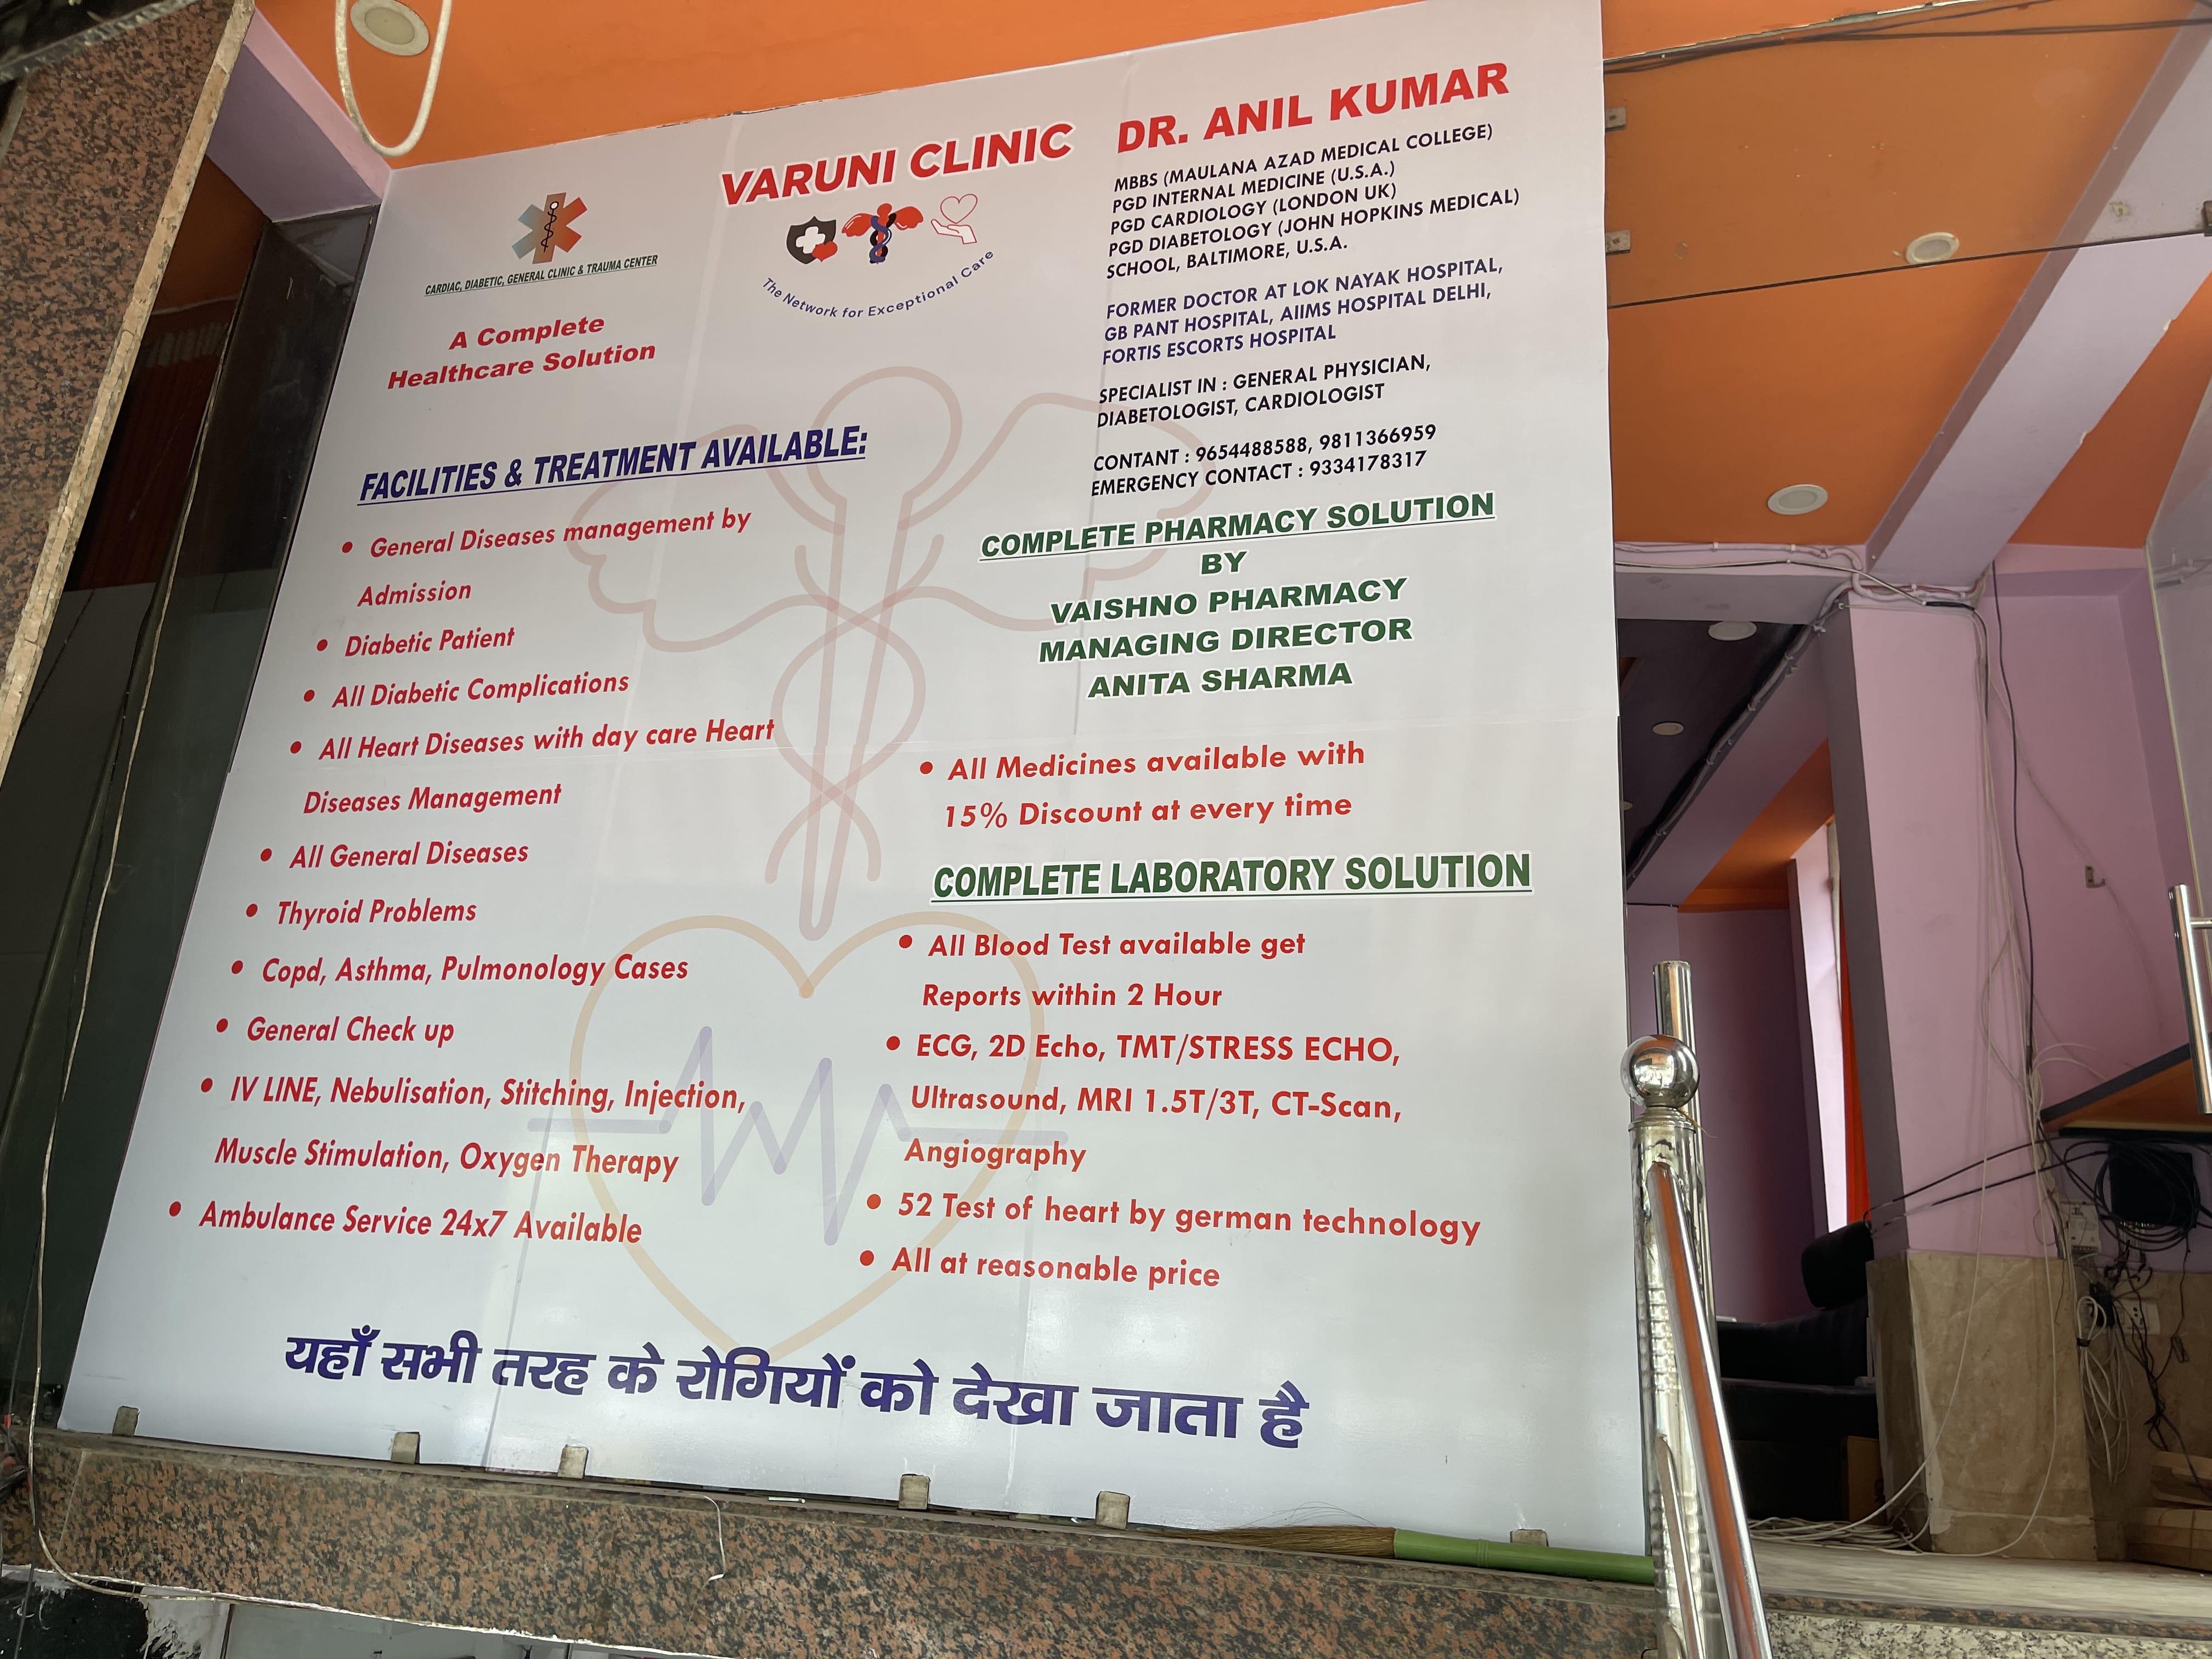 CARDIAC, DIABETIC, GENERAL CLINIC & TRAUMA CENTER
A Complete
Healthcare Solution
VARUNI CLINIC
The Network for Exceptional Care
DR. ANIL KUMAR
MBBS (MAULANA AZAD MEDICAL COLLEGE)
PGD INTERNAL MEDICINE (U.S.A.)
PGD CARDIOLOGY (LONDON UK)
PGD DIABETOLOGY (JOHN HOPKINS MEDICAL)
SCHOOL, BALTIMORE, U.S.A.
FORMER DOCTOR AT LOK NAYAK HOSPITAL,
GB PANT HOSPITAL, AIIMS HOSPITAL DELHI,
FORTIS ESCORTS HOSPITAL
SPECIALIST IN : GENERAL PHYSICIAN,
DIABETOLOGIST, CARDIOLOGIST
CONTANT : 9654488588, 9811366959
EMERGENCY CONTACT : 9334178317
FACILITIES & TREATMENT AVAILABLE:
• General Diseases management by
Admission
• Diabetic Patient
• All Diabetic Complications
• All Heart Diseases with day care Heart
Diseases Management
• All General Diseases
• Thyroid Problems
• Copd, Asthma, Pulmonology Cases
• General Check up
• IV LINE, Nebulisation, Stitching, Injection,
Muscle Stimulation, Oxygen Therapy
• Ambulance Service 24x7 Available
COMPLETE PHARMACY SOLUTION
BY
VAISHNO PHARMACY
MANAGING DIRECTOR
ANITA SHARMA
• All Medicines available with
15% Discount at every time
COMPLETE LABORATORY SOLUTION
• All Blood Test available get
Reports within 2 Hour
• ECG, 2D Echo, TMT/STRESS ECHO,
Ultrasound, MRI 1.5T/3T, CT-Scan,
Angiography
• 52 Test of heart by german technology
• All at reasonable price
यहाँ सभी तरह के रोगियों को देखा जाता है